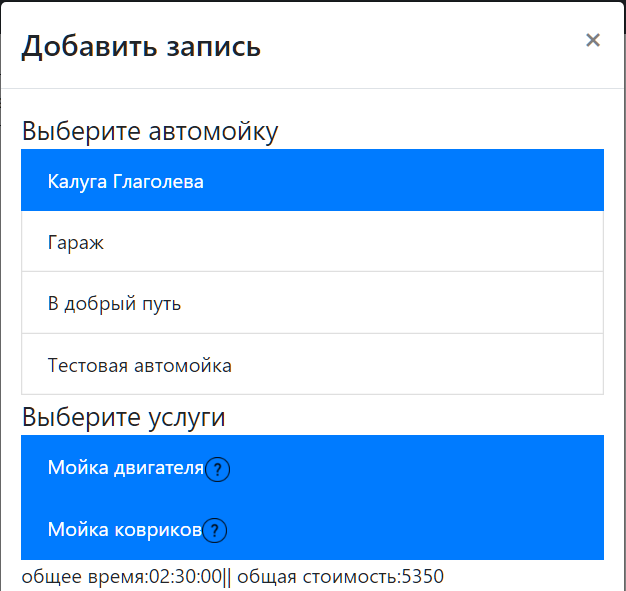 Добавить запись
×
Выберите автомойку
Калуга Глаголева
Гараж
В добрый путь
Тестовая автомойка
Выберите услуги
Мойка двигателя?
Мойка ковриков?
общее время:02:30:00|| общая стоимость:5350